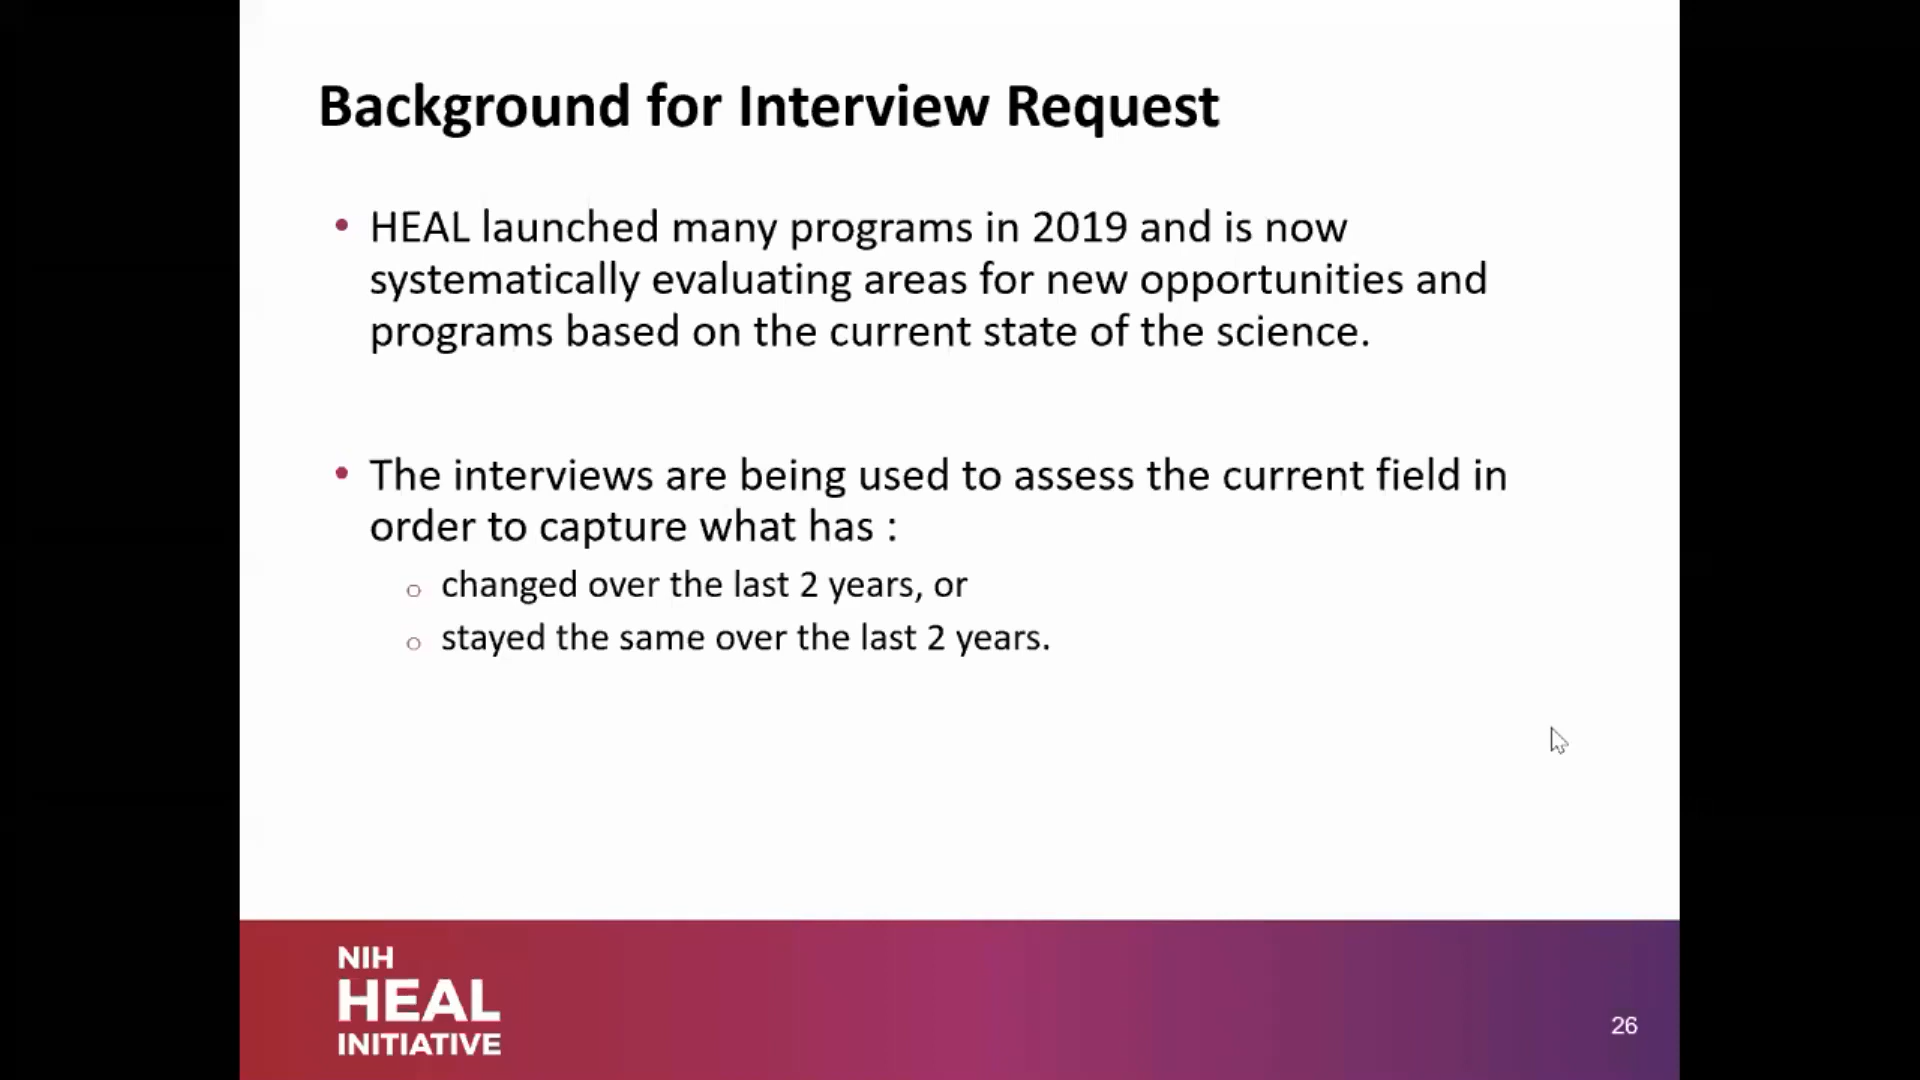 Background for Interview Request
• HEAL launched many programs in 2019 and is now
systematically evaluating areas for new opportunities and
programs based on the current state of the science.
• The interviews are being used to assess the current field in
order to capture what has :
○ changed over the last 2 years, or
○ stayed the same over the last 2 years.
NIH
HEAL
INITIATIVE
26